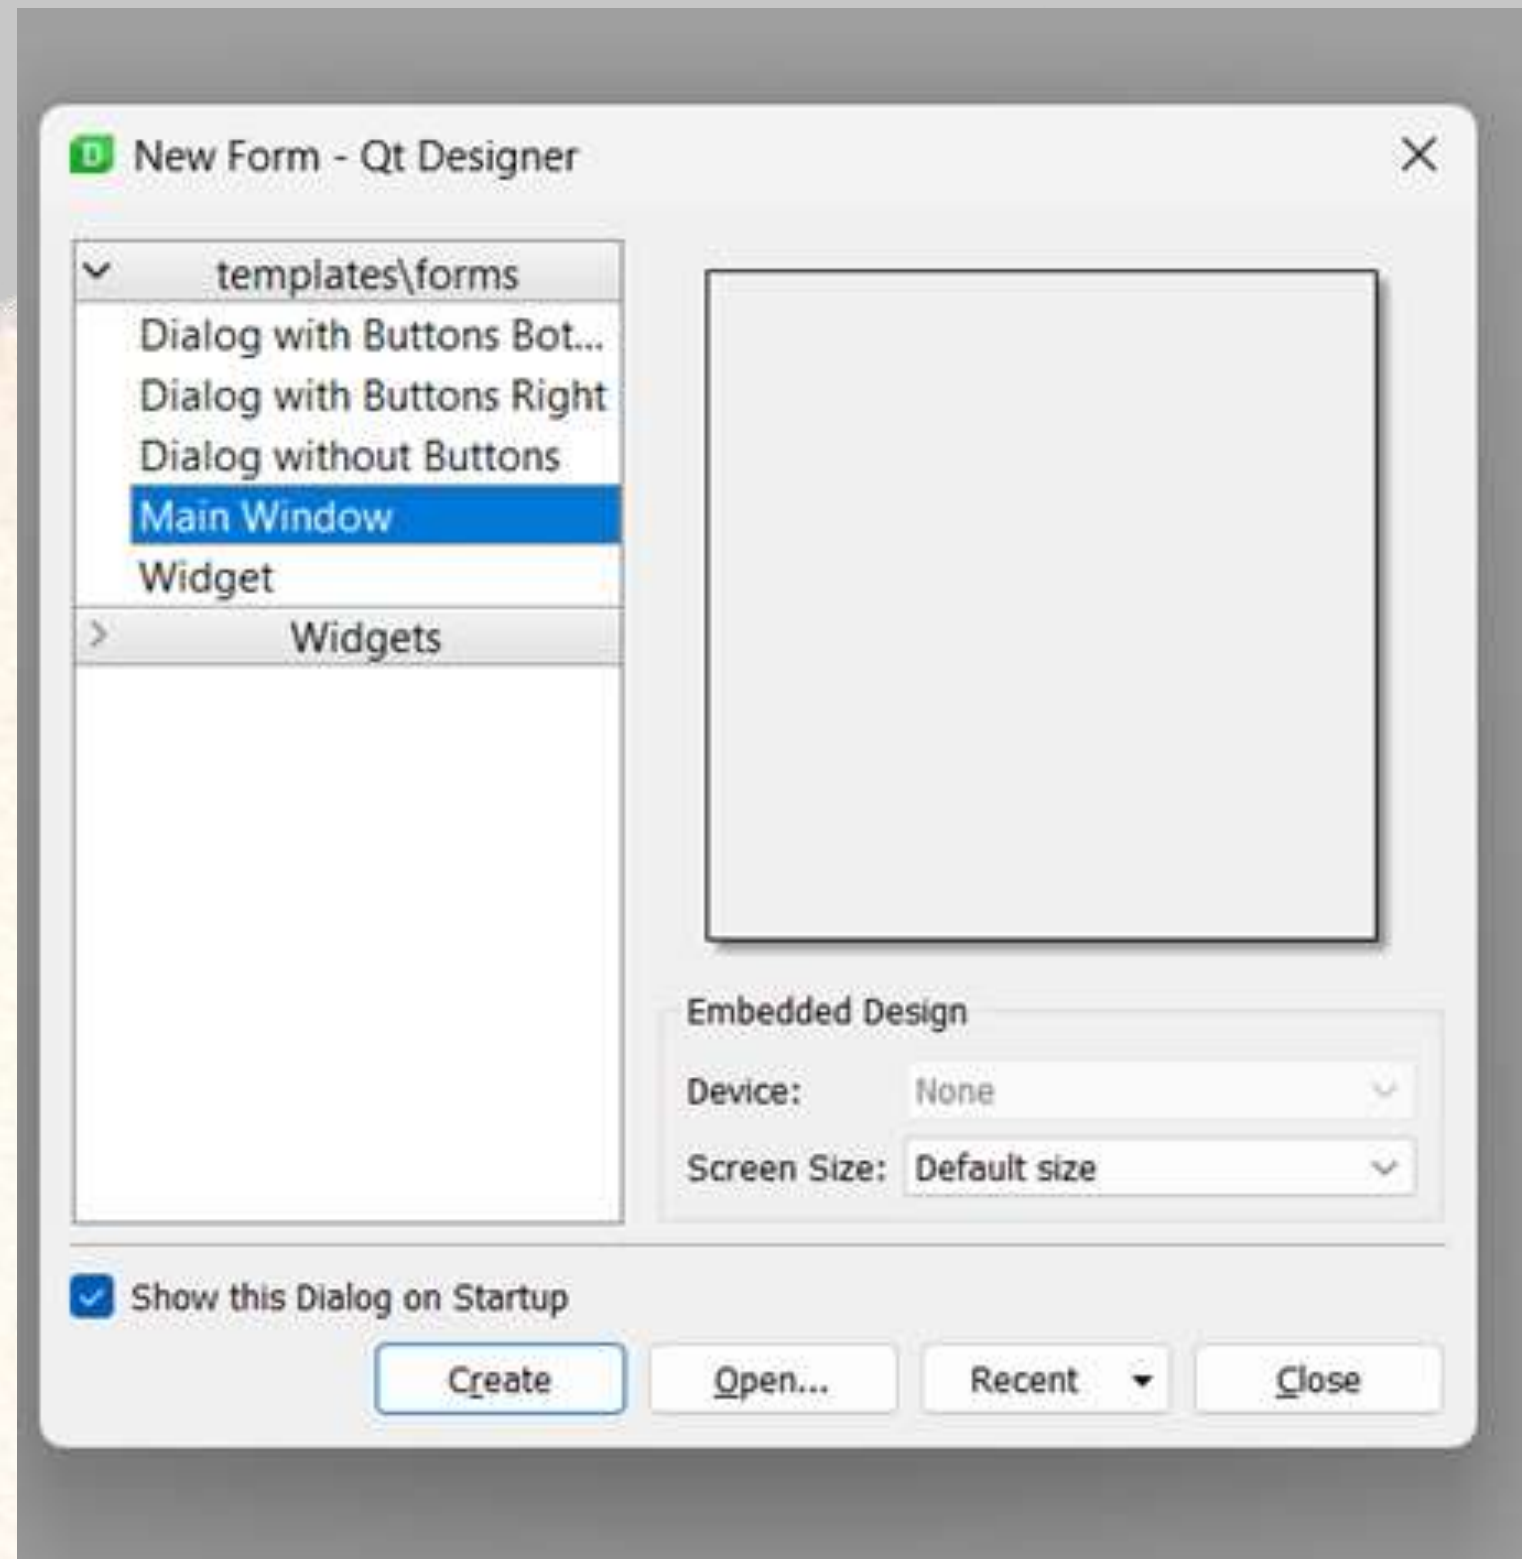 New Form - Qt Designer
templates\forms
Dialog with Buttons Bot...
Dialog with Buttons Right
Dialog without Buttons
Main Window
Widget
Widgets
Embedded Design
Device: None
Screen Size: Default size
Show this Dialog on Startup
Create Open... Recent Close